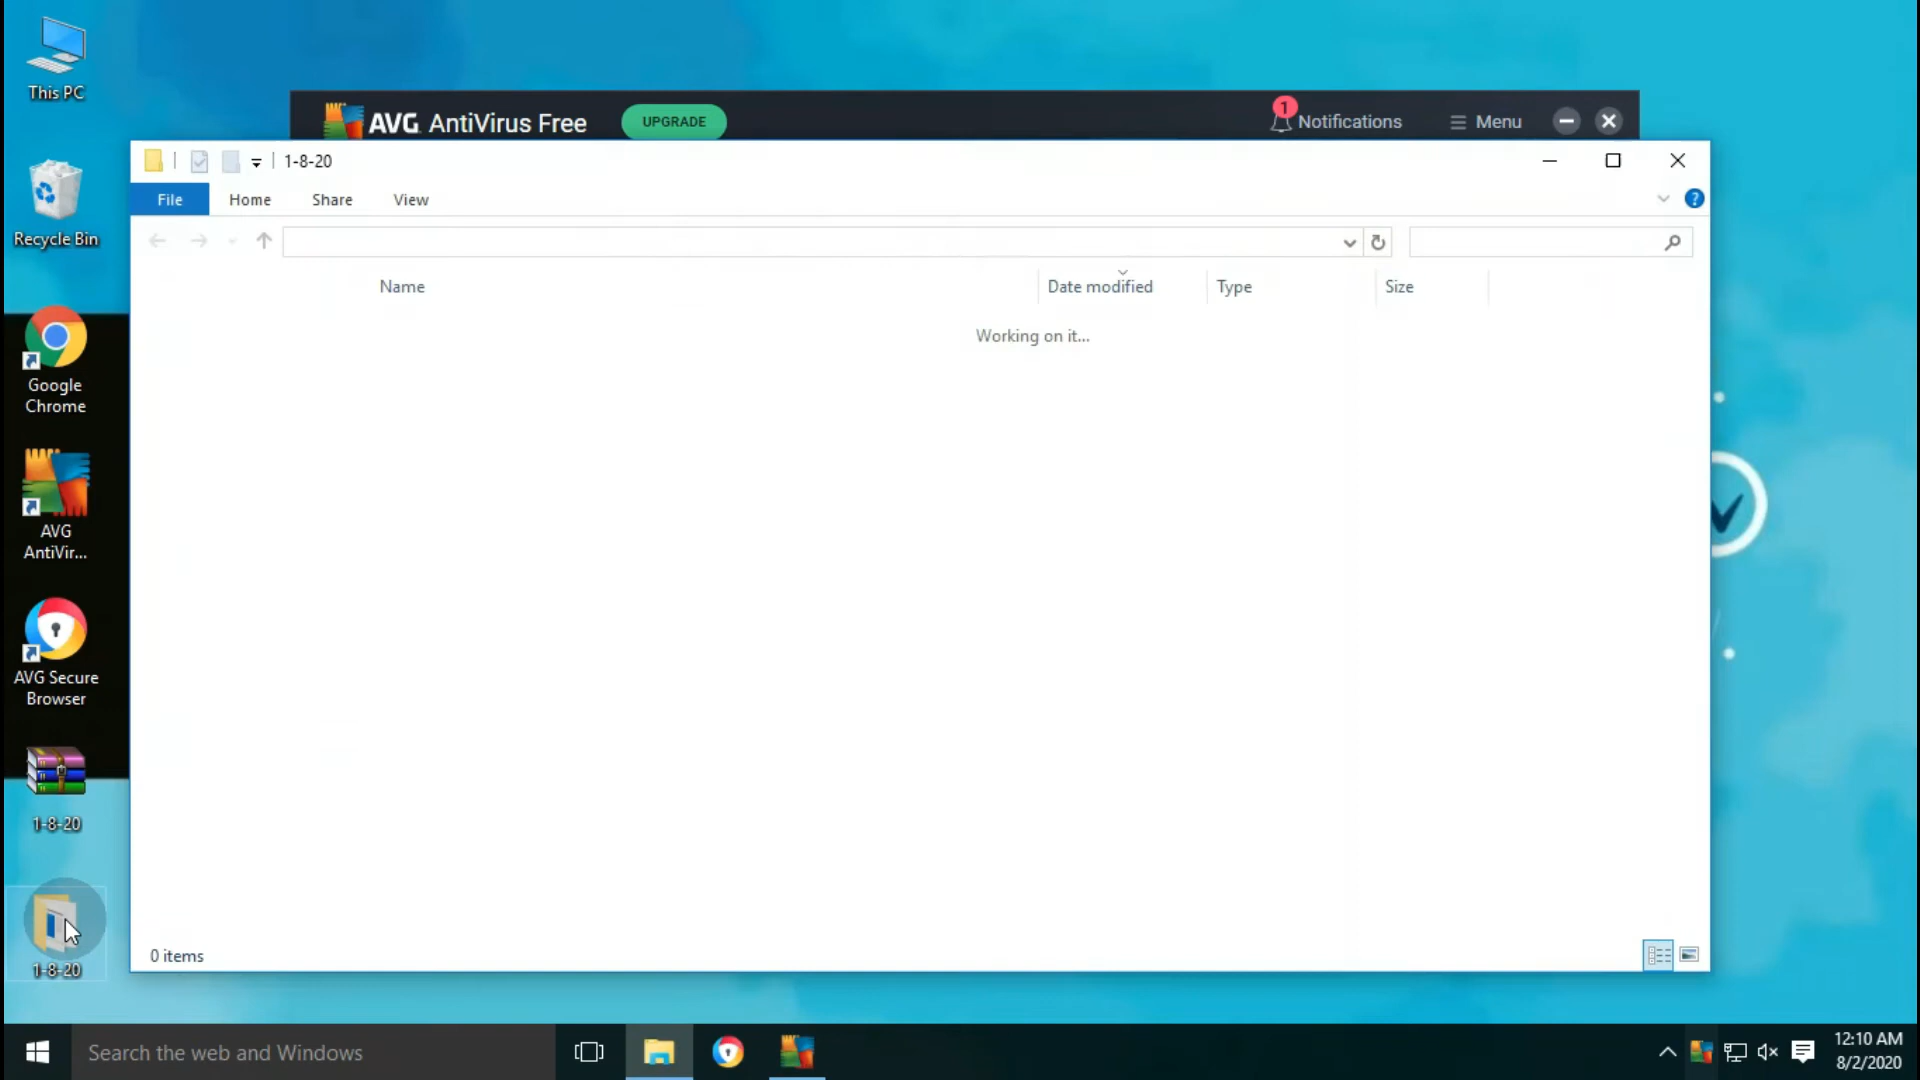 This PC
Recycle Bin
Google
Chrome
AVG
AntiVir...
AVG Secure
Browser
1-8-20
1-8-20
AVG AntiVirus Free
UPGRADE
1
Notifications
Menu
1-8-20
File
Home
Share
View
?
Name
Date modified
Type
Size
Working on it...
0 items
Search the web and Windows
12:10 AM
8/2/2020